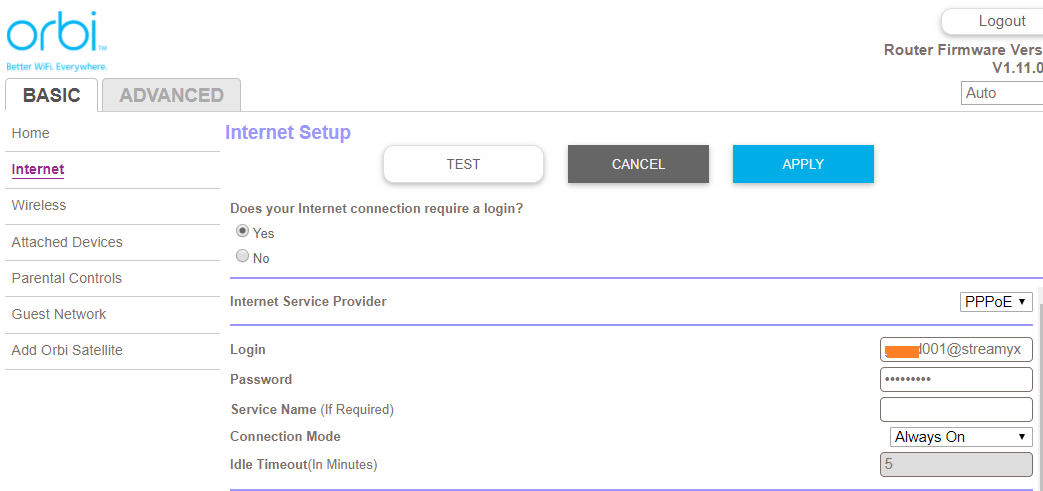 orbi™
Better WiFi. Everywhere.
Logout
Router Firmware Vers
V1.11.0
BASIC
ADVANCED
Auto
Home
Internet
Wireless
Attached Devices
Parental Controls
Guest Network
Add Orbi Satellite
Internet Setup
TEST
CANCEL
APPLY
Does your Internet connection require a login?
Yes
No
Internet Service Provider
PPPoE
Login
001@streamyx
Password
•••••••••
Service Name (If Required)
Connection Mode
Always On
Idle Timeout(In Minutes)
5